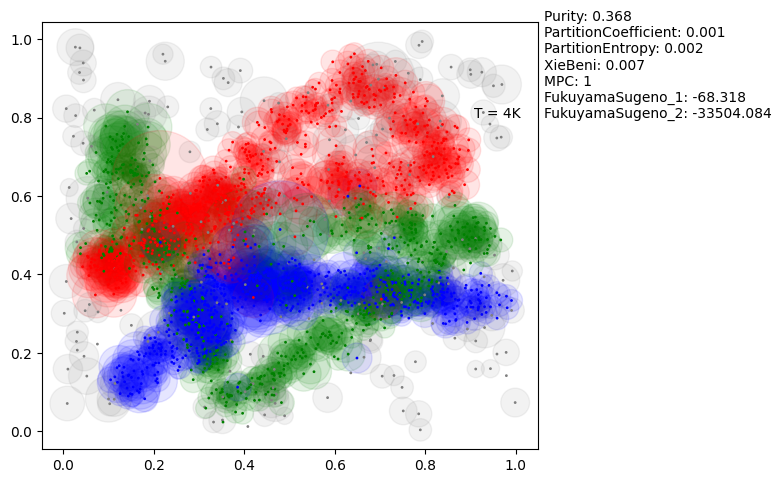 Purity: 0.368
PartitionCoefficient: 0.001
PartitionEntropy: 0.002
XieBeni: 0.007
MPC: 1
FukuyamaSugeno_1: -68.318
FukuyamaSugeno_2: -33504.084
T = 4K
1.0
0.8
0.6
0.4
0.2
0.0
0.0 0.2 0.4 0.6 0.8 1.0